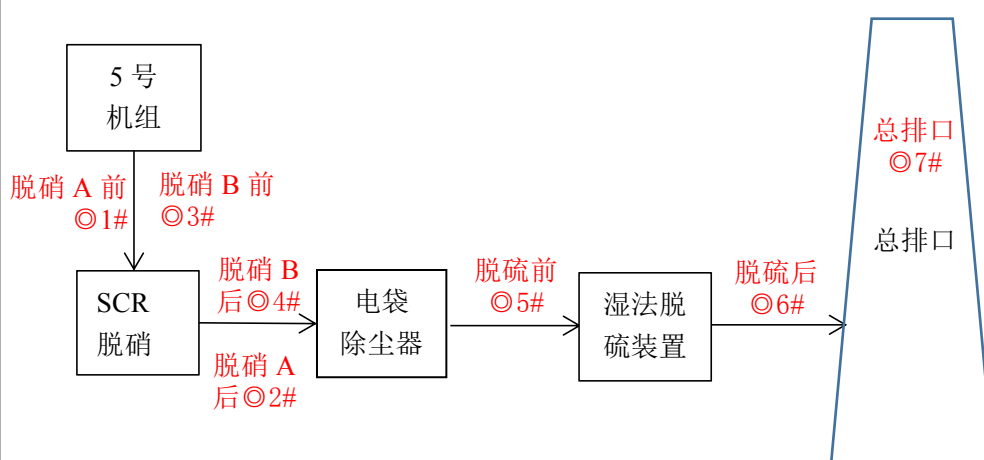 5 号
机组
脱硝 A 前
◎1#
脱硝 B 前
◎3#
SCR
脱硝
脱硝 B
后◎4#
脱硝 A
后◎2#
电袋
除尘器
脱硫前
◎5#
湿法脱
硫装置
脱硫后
◎6#
总排口
◎7#
总排口